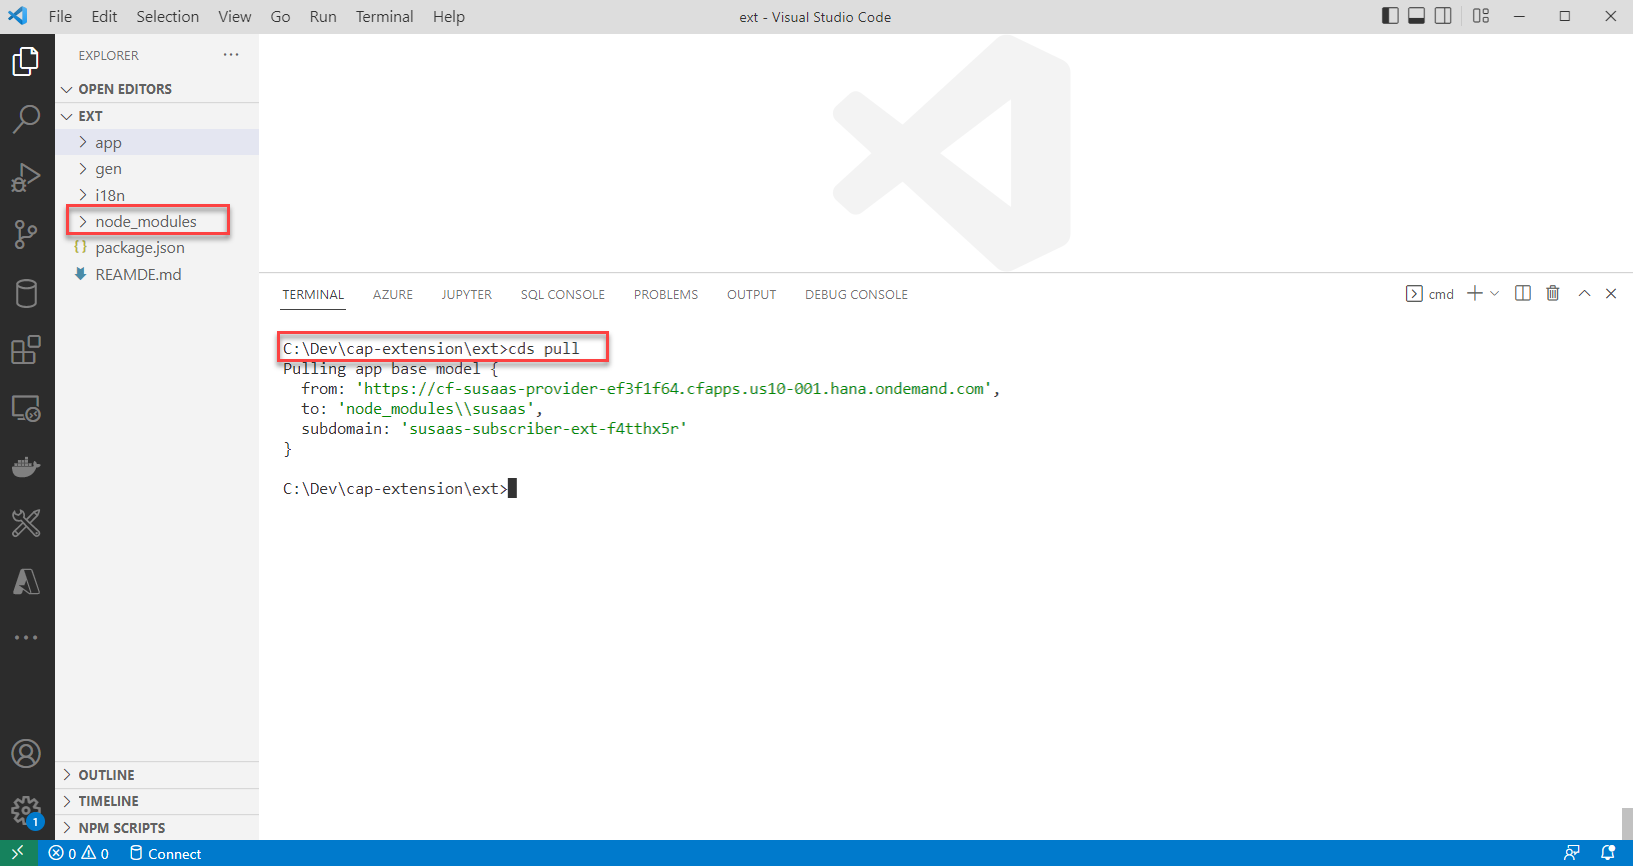 File Edit Selection View Go Run Terminal Help
ext - Visual Studio Code
EXPLORER
OPEN EDITORS
EXT
app
gen
i18n
node_modules
package.json
REAMDE.md
OUTLINE
TIMELINE
NPM SCRIPTS
TERMINAL AZURE JUPYTER SQL CONSOLE PROBLEMS OUTPUT DEBUG CONSOLE
cmd
C:\Dev\cap-extension\ext>cds pull
Pulling app base model {
from: 'https://cf-susaas-provider-ef3f1f64.cfapps.us10-001.hana.ondemand.com',
to: 'node_modules\\susaas',
subdomain: 'susaas-subscriber-ext-f4tthx5r'
}
C:\Dev\cap-extension\ext>
1
0 0 Connect